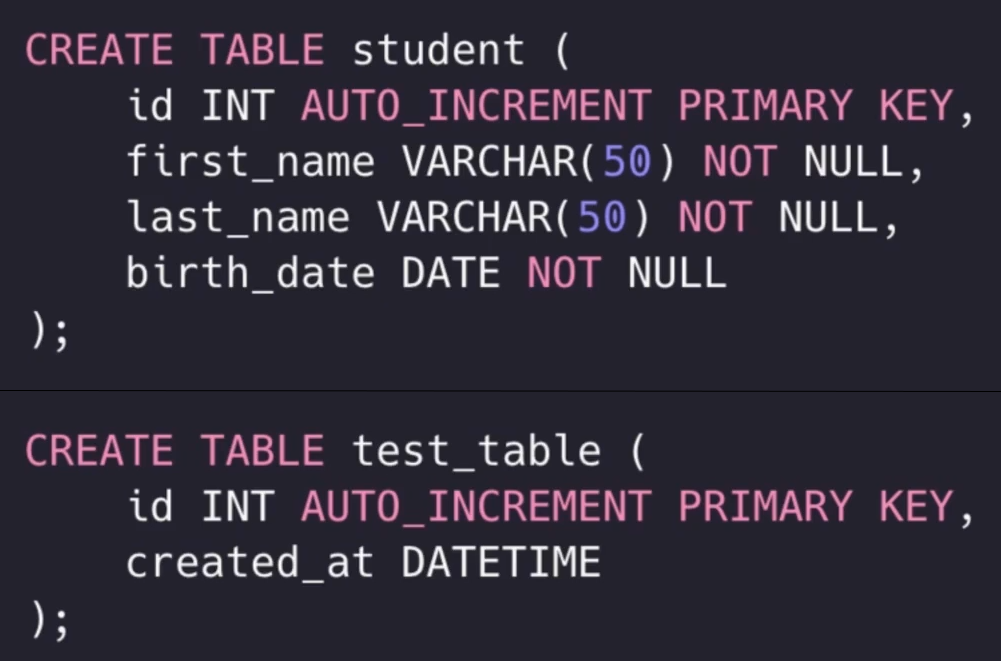 CREATE TABLE student (
    id INT AUTO_INCREMENT PRIMARY KEY,
    first_name VARCHAR(50) NOT NULL,
    last_name VARCHAR(50) NOT NULL,
    birth_date DATE NOT NULL
);
CREATE TABLE test_table (
    id INT AUTO_INCREMENT PRIMARY KEY,
    created_at DATETIME
);